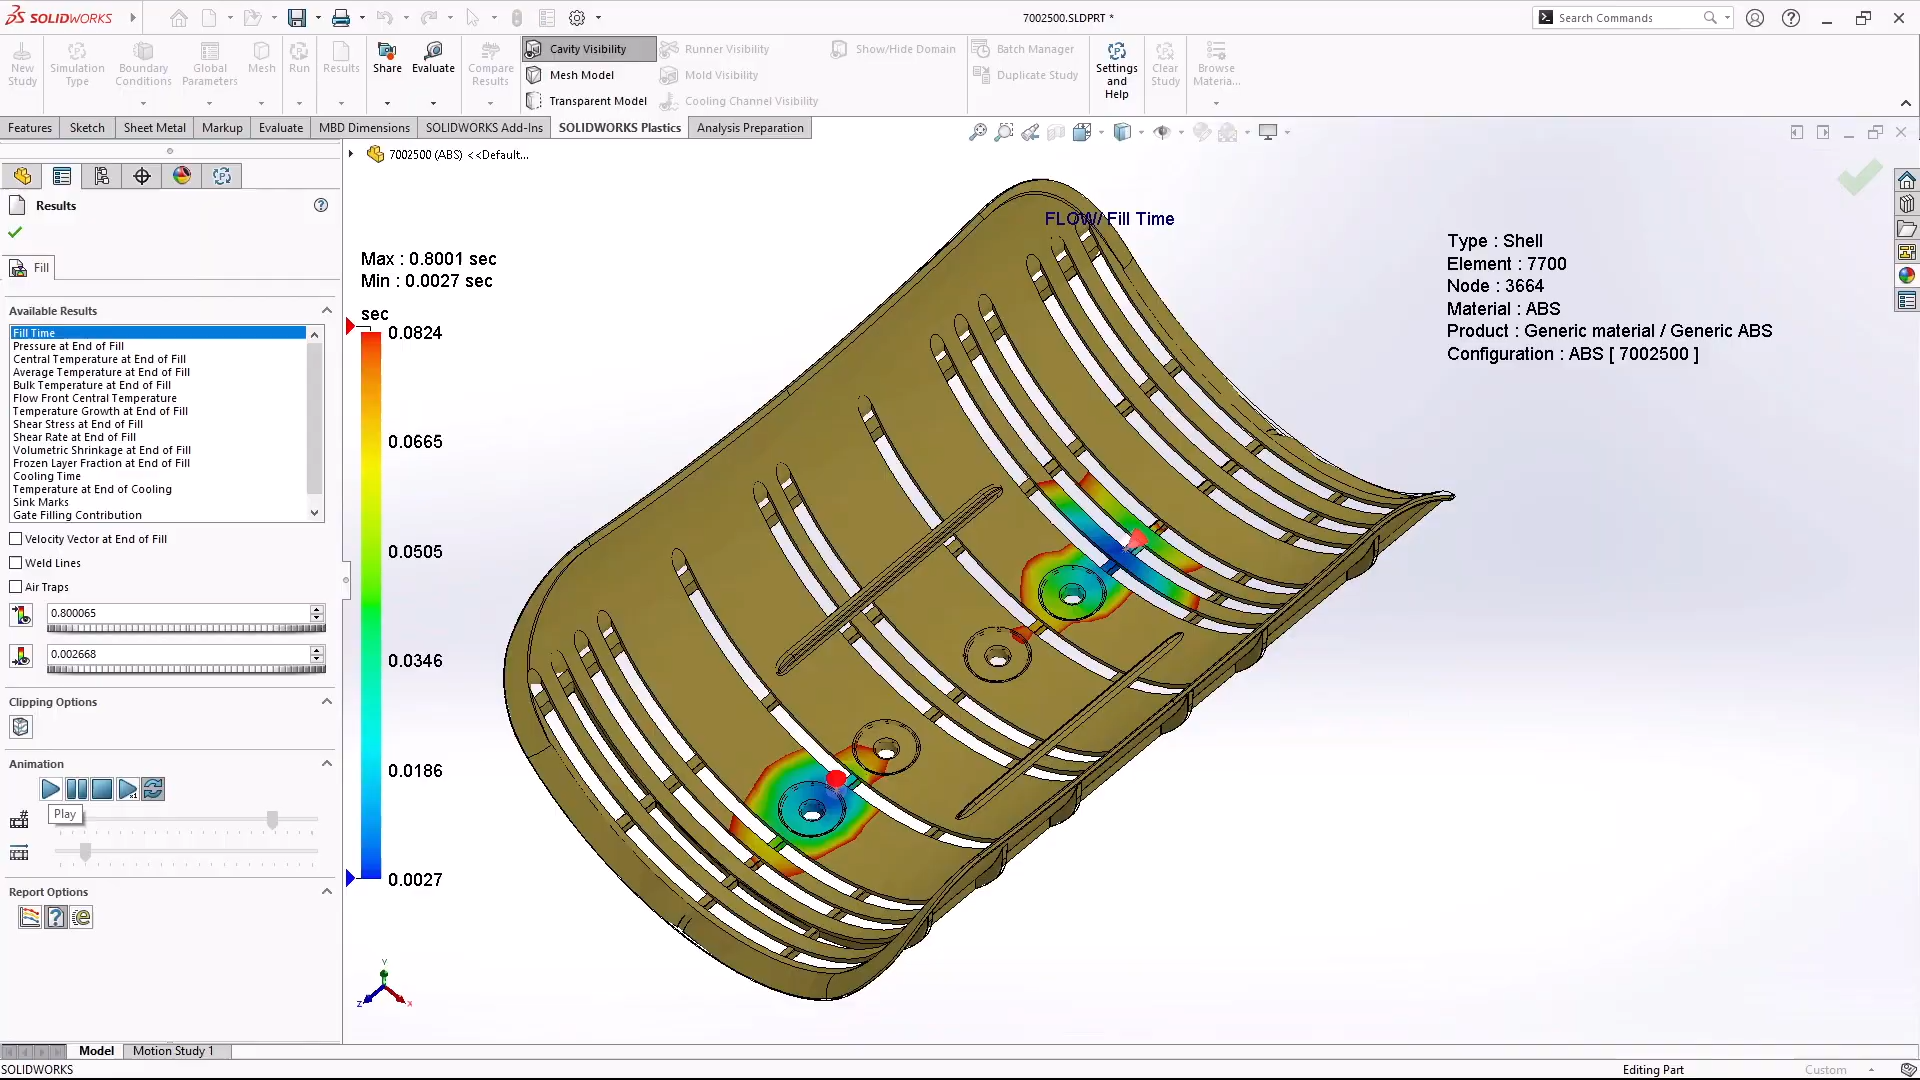 SOLIDWORKS
7002500.SLDPRT *
Search Commands
New Study
Simulation Type
Boundary Conditions
Global Parameters
Mesh
Run
Results
Share
Evaluate
Compare Results
Cavity Visibility
Mesh Model
Transparent Model
Runner Visibility
Mold Visibility
Cooling Channel Visibility
Show/Hide Domain
Batch Manager
Duplicate Study
Settings and Help
Clear Study
Browse Materia...
Features
Sketch
Sheet Metal
Markup
Evaluate
MBD Dimensions
SOLIDWORKS Add-Ins
SOLIDWORKS Plastics
Analysis Preparation
7002500 (ABS) <<Default...
Results
Fill
Available Results
Fill Time
Pressure at End of Fill
Central Temperature at End of Fill
Average Temperature at End of Fill
Bulk Temperature at End of Fill
Flow Front Central Temperature
Temperature Growth at End of Fill
Shear Stress at End of Fill
Shear Rate at End of Fill
Volumetric Shrinkage at End of Fill
Frozen Layer Fraction at End of Fill
Cooling Time
Temperature at End of Cooling
Sink Marks
Gate Filling Contribution
Velocity Vector at End of Fill
Weld Lines
Air Traps
0.800065
0.002668
Clipping Options
Animation
x1
Play
Report Options
FLOW/ Fill Time
Max : 0.8001 sec
Min : 0.0027 sec
sec
0.0824
0.0665
0.0505
0.0346
0.0186
0.0027
Type : Shell
Element : 7700
Node : 3664
Material : ABS
Product : Generic material / Generic ABS
Configuration : ABS [ 7002500 ]
Y
Z
X
Model
Motion Study 1
SOLIDWORKS
Editing Part
Custom